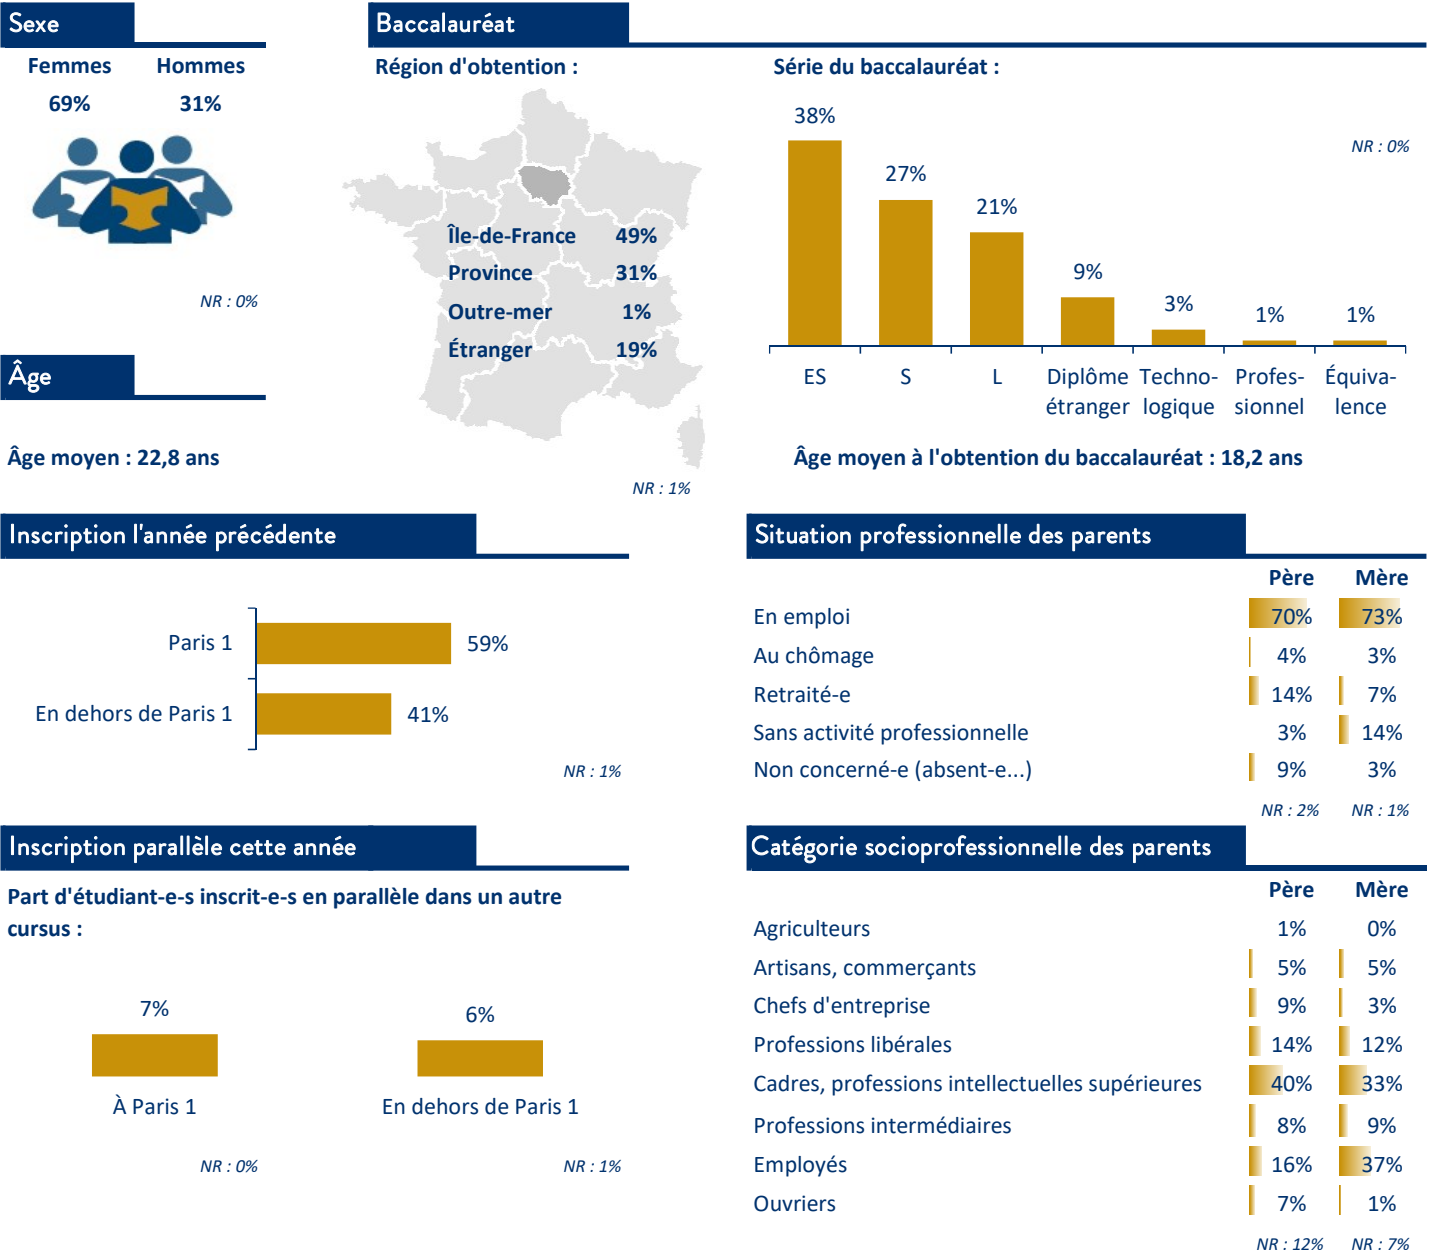 Sexe
Femmes Hommes
69% 31%
NR : 0%
Âge
Âge moyen : 22,8 ans
Baccalauréat
Région d'obtention :
Île-de-France 49%
Province 31%
Outre-mer 1%
Étranger 19%
NR : 1%
Série du baccalauréat :
NR : 0%
38%
27%
21%
9%
3%
1%
1%
ES S L Diplôme Techno- Profes- Équiva-
étranger logique sionnel lence
Âge moyen à l'obtention du baccalauréat : 18,2 ans
Inscription l'année précédente
Paris 1 59%
En dehors de Paris 1 41%
NR : 1%
Situation professionnelle des parents
Père Mère
En emploi 70% 73%
Au chômage 4% 3%
Retraité-e 14% 7%
Sans activité professionnelle 3% 14%
Non concerné-e (absent-e...) 9% 3%
NR : 2% NR : 1%
Inscription parallèle cette année
Part d'étudiant-e-s inscrit-e-s en parallèle dans un autre
cursus :
7% 6%
À Paris 1 En dehors de Paris 1
NR : 0% NR : 1%
Catégorie socioprofessionnelle des parents
Père Mère
Agriculteurs 1% 0%
Artisans, commerçants 5% 5%
Chefs d'entreprise 9% 3%
Professions libérales 14% 12%
Cadres, professions intellectuelles supérieures 40% 33%
Professions intermédiaires 8% 9%
Employés 16% 37%
Ouvriers 7% 1%
NR : 12% NR : 7%